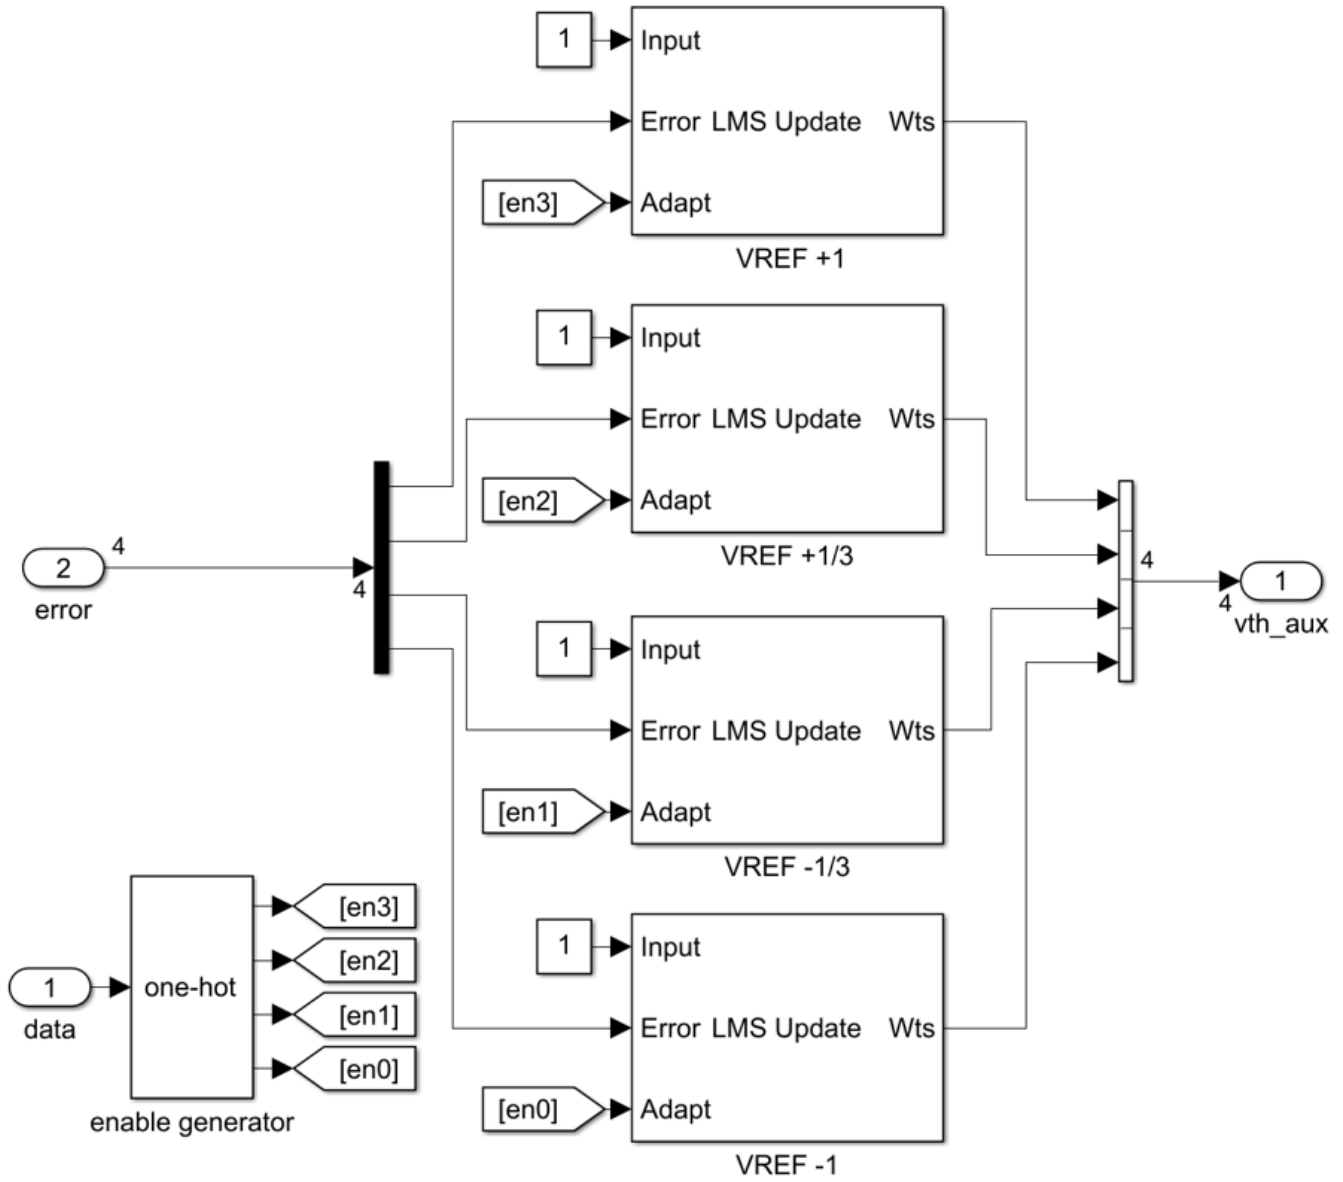 1
Input
Error LMS Update Wts
[en3]
Adapt
VREF +1
1
Input
Error LMS Update Wts
[en2]
Adapt
VREF +1/3
4
2
4
error
4
1
4
vth_aux
1
Input
Error LMS Update Wts
[en1]
Adapt
VREF -1/3
[en3]
[en2]
1
one-hot
data
[en1]
[en0]
enable generator
1
Input
Error LMS Update Wts
[en0]
Adapt
VREF -1